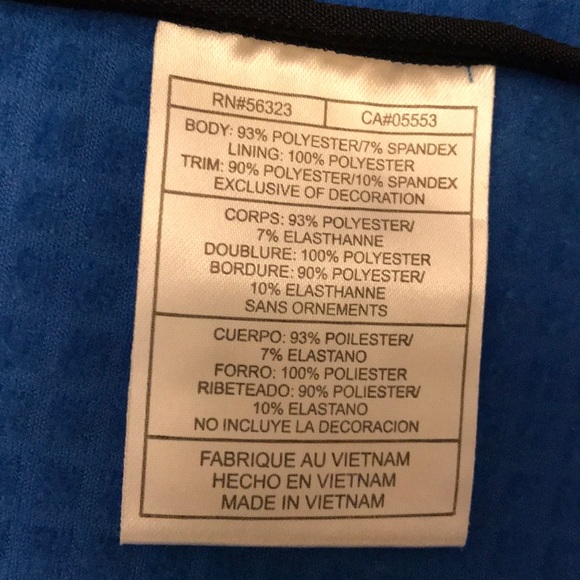 RN#56323 CA#05553
BODY: 93% POLYESTER/7% SPANDEX
LINING: 100% POLYESTER
TRIM: 90% POLYESTER/10% SPANDEX
EXCLUSIVE OF DECORATION
CORPS: 93% POLYESTER/
7% ELASTHANNE
DOUBLURE: 100% POLYESTER
BORDURE: 90% POLYESTER/
10% ELASTHANNE
SANS ORNEMENTS
CUERPO: 93% POILESTER/
7% ELASTANO
FORRO: 100% POLIESTER
RIBETEADO: 90% POLIESTER/
10% ELASTANO
NO INCLUYE LA DECORACION
FABRIQUE AU VIETNAM
HECHO EN VIETNAM
MADE IN VIETNAM